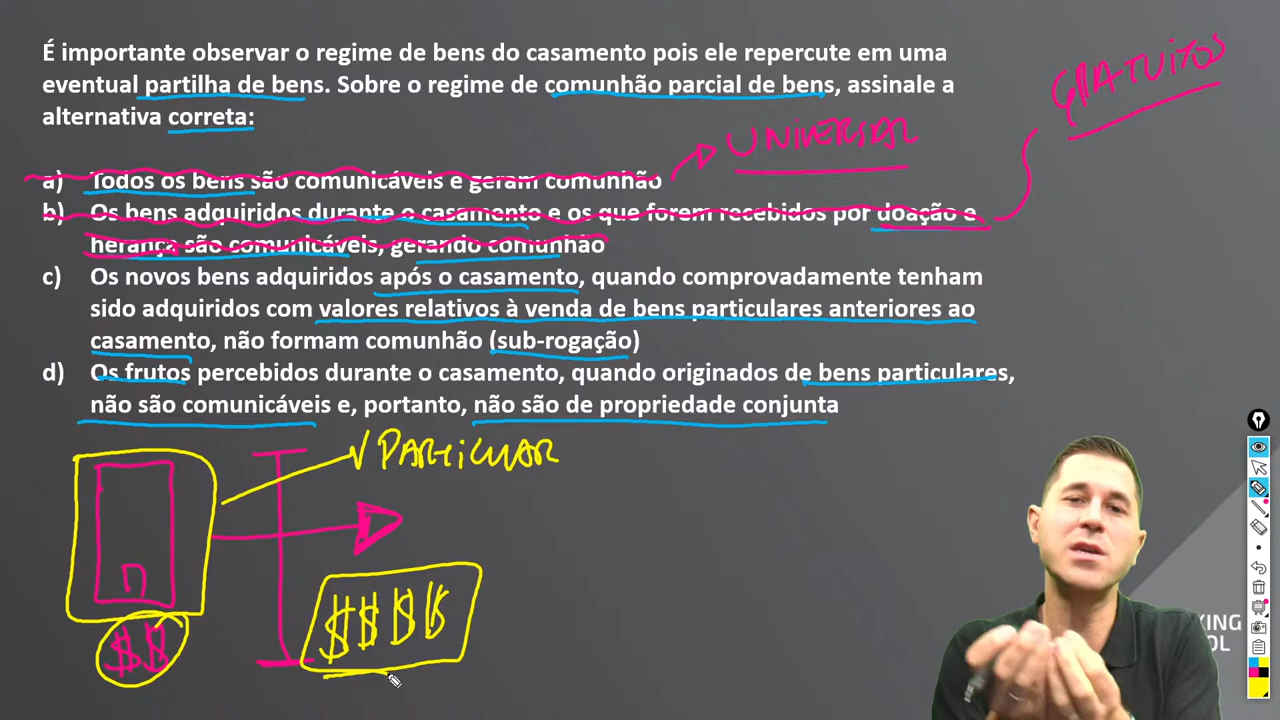 É importante observar o regime de bens do casamento pois ele repercute em uma
eventual partilha de bens. Sobre o regime de comunhão parcial de bens, assinale a
alternativa correta:
GRATUITOS
UNIVERSAL
a) Todos os bens são comunicáveis e geram comunhão
b) Os bens adquiridos durante o casamento e os que forem recebidos por doação e
herança são comunicáveis, gerando comunhão
c) Os novos bens adquiridos após o casamento, quando comprovadamente tenham
sido adquiridos com valores relativos à venda de bens particulares anteriores ao
casamento, não formam comunhão (sub-rogação)
d) Os frutos percebidos durante o casamento, quando originados de bens particulares,
não são comunicáveis e, portanto, não são de propriedade conjunta
PARTICULAR
$$$$
$$